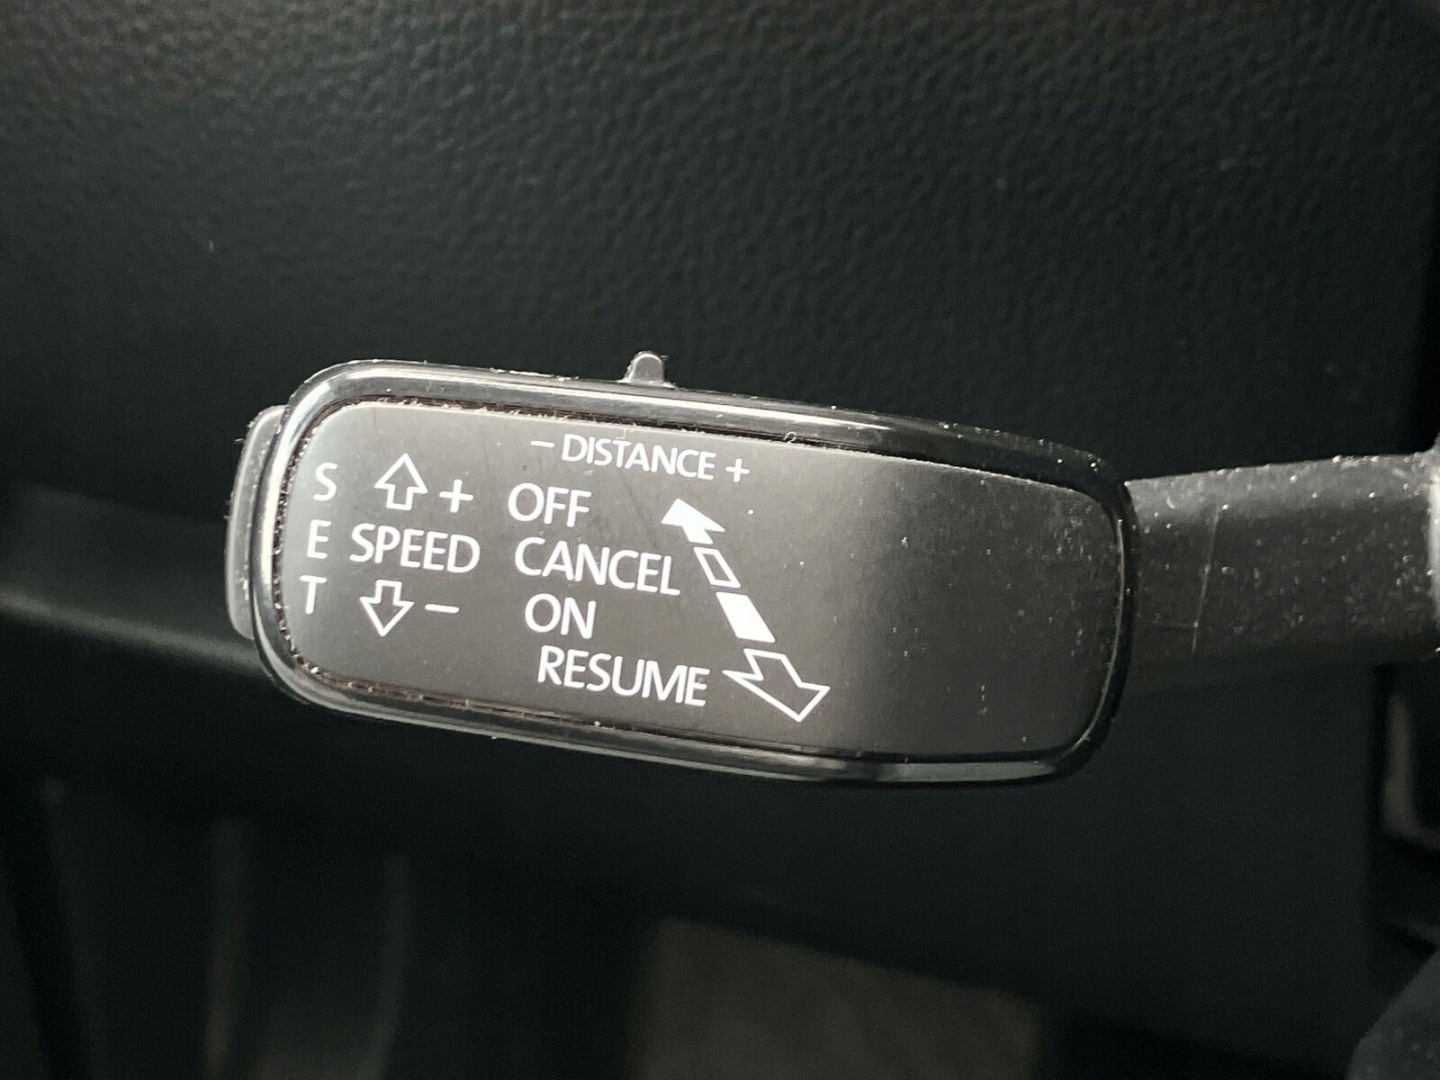 − DISTANCE +
S + OFF
E SPEED CANCEL
T − ON
RESUME